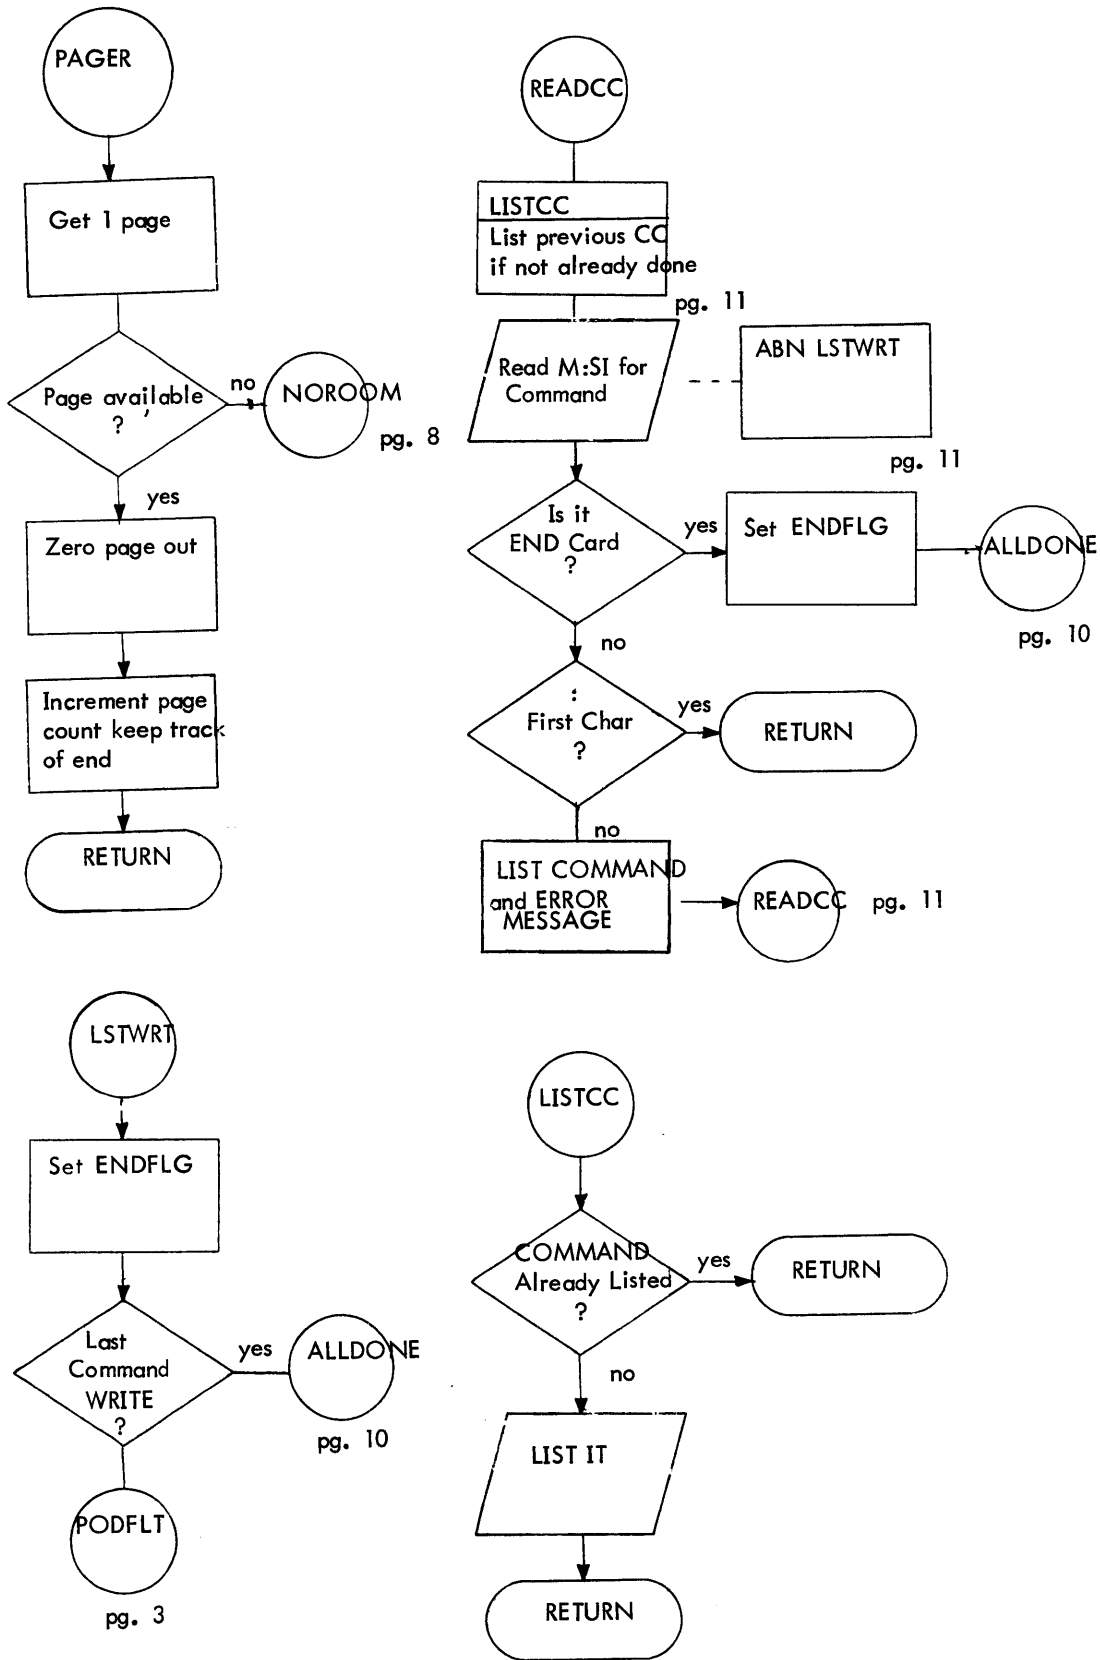 PAGER
Get 1 page
Page available
?
no
NOROOM
pg. 8
yes
Zero page out
Increment page
count keep track
of end
RETURN
READCC
LISTCC
List previous CC
if not already done
pg. 11
Read M:SI for
Command
ABN LSTWRT
pg. 11
Is it
END Card
?
yes
Set ENDFLG
ALLDONE
pg. 10
no
:
First Char
?
yes
RETURN
no
LIST COMMAND
and ERROR
MESSAGE
READCC
pg. 11
LSTWRT
Set ENDFLG
Last
Command
WRITE
?
yes
ALLDONE
pg. 10
PODFLT
pg. 3
LISTCC
COMMAND
Already Listed
?
yes
RETURN
no
LIST IT
RETURN